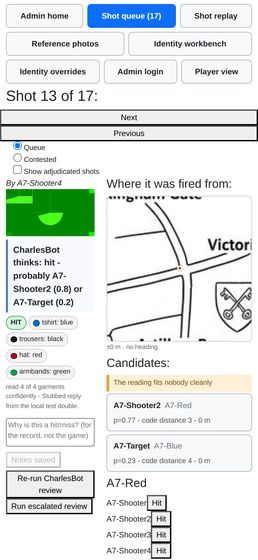 Admin home
Shot queue (17)
Shot replay
Reference photos
Identity workbench
Identity overrides
Admin login
Player view
Shot 13 of 17:
Next
Previous
Queue
Contested
Show adjudicated shots
By A7-Shooter4
CharlesBot
thinks: hit -
probably A7-
Shooter2 (0.8) or
A7-Target (0.2)
HIT
tshirt: blue
trousers: black
hat: red
armbands: green
read 4 of 4 garments
confidently - Stubbed reply
from the local test double.
Why is this a hit/miss? (for
the record, not the game)
Notes saved
Re-run CharlesBot
review
Run escalated review
Where it was fired from:
Victori
±0 m · no heading
Candidates:
The reading fits nobody cleanly
A7-Shooter2 A7-Red
p=0.77 - code distance 3 - 0 m
A7-Target A7-Blue
p=0.23 - code distance 4 - 0 m
A7-Red
A7-Shooter Hit
A7-Shooter2 Hit
A7-Shooter3 Hit
A7-Shooter4 Hit